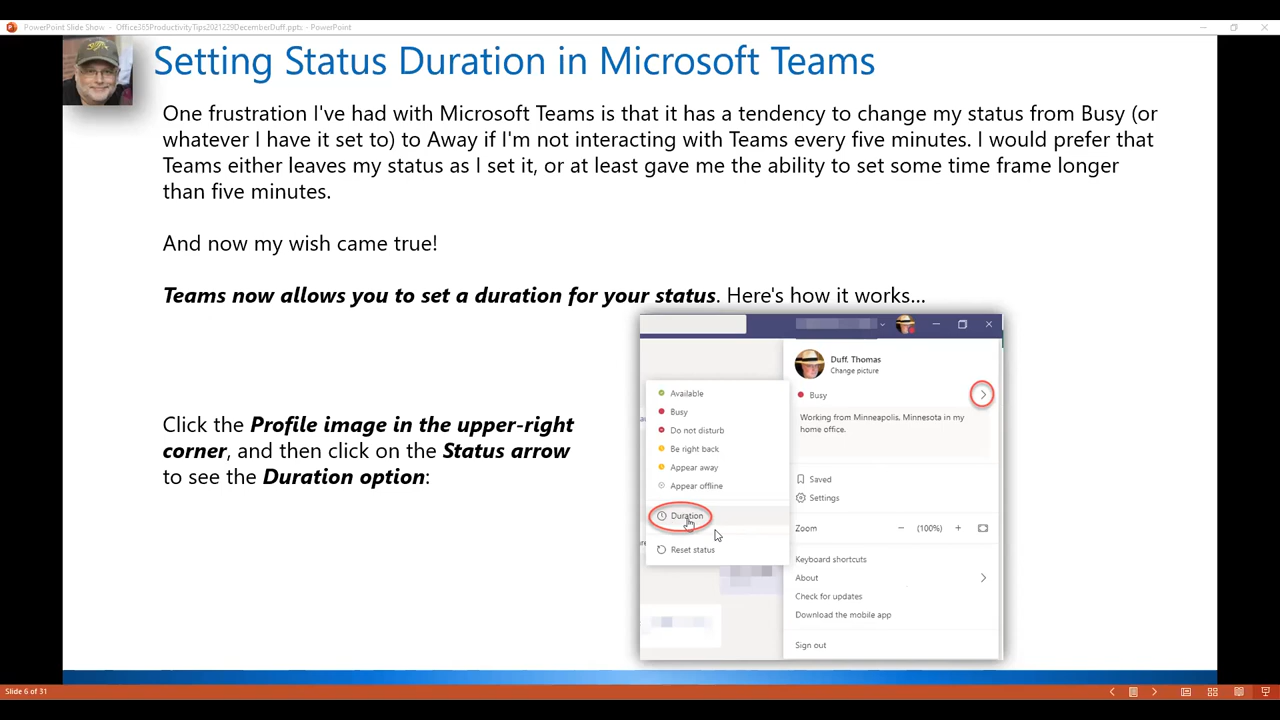 PowerPoint Slide Show - Office365ProductivityTips20211229DecemberDuff.pptx - PowerPoint
Setting Status Duration in Microsoft Teams
One frustration I've had with Microsoft Teams is that it has a tendency to change my status from Busy (or
whatever I have it set to) to Away if I'm not interacting with Teams every five minutes. I would prefer that
Teams either leaves my status as I set it, or at least gave me the ability to set some time frame longer
than five minutes.
And now my wish came true!
Teams now allows you to set a duration for your status. Here's how it works...
Click the Profile image in the upper-right
corner, and then click on the Status arrow
to see the Duration option:
Available
Busy
Do not disturb
Be right back
Appear away
Appear offline
Duration
Reset status
Duff, Thomas
Change picture
Busy
Working from Minneapolis, Minnesota in my
home office.
Saved
Settings
Zoom — (100%) +
Keyboard shortcuts
About
Check for updates
Download the mobile app
Sign out
Slide 6 of 31